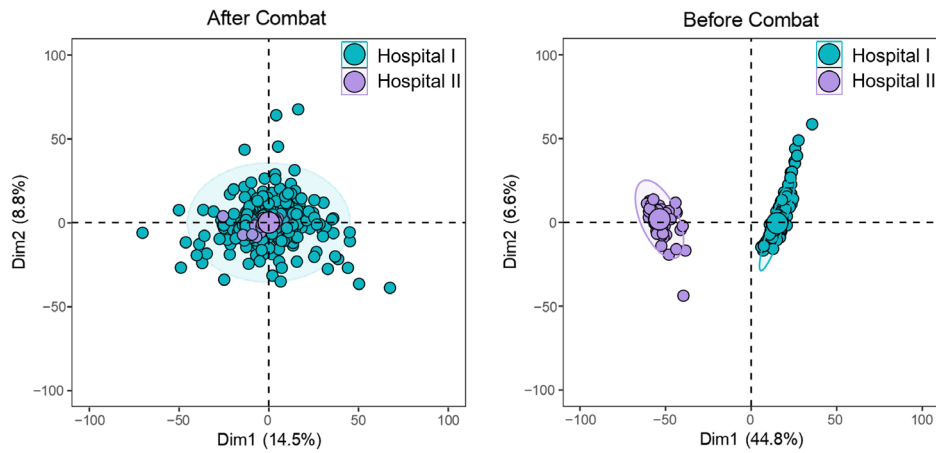 After Combat
Hospital I
Hospital II
100
50
0
−50
−100
Dim2 (8.8%)
−100
−50
0
50
100
Dim1 (14.5%)
Before Combat
Hospital I
Hospital II
100
50
0
−50
−100
Dim2 (6.6%)
−100
−50
0
50
100
Dim1 (44.8%)